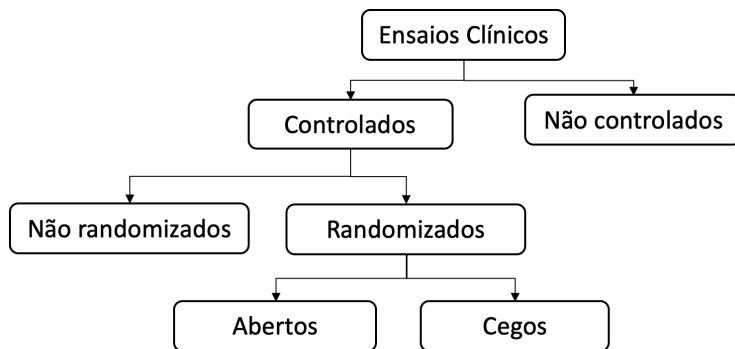 Ensaios Clínicos
Controlados
Não controlados
Não randomizados
Randomizados
Abertos
Cegos